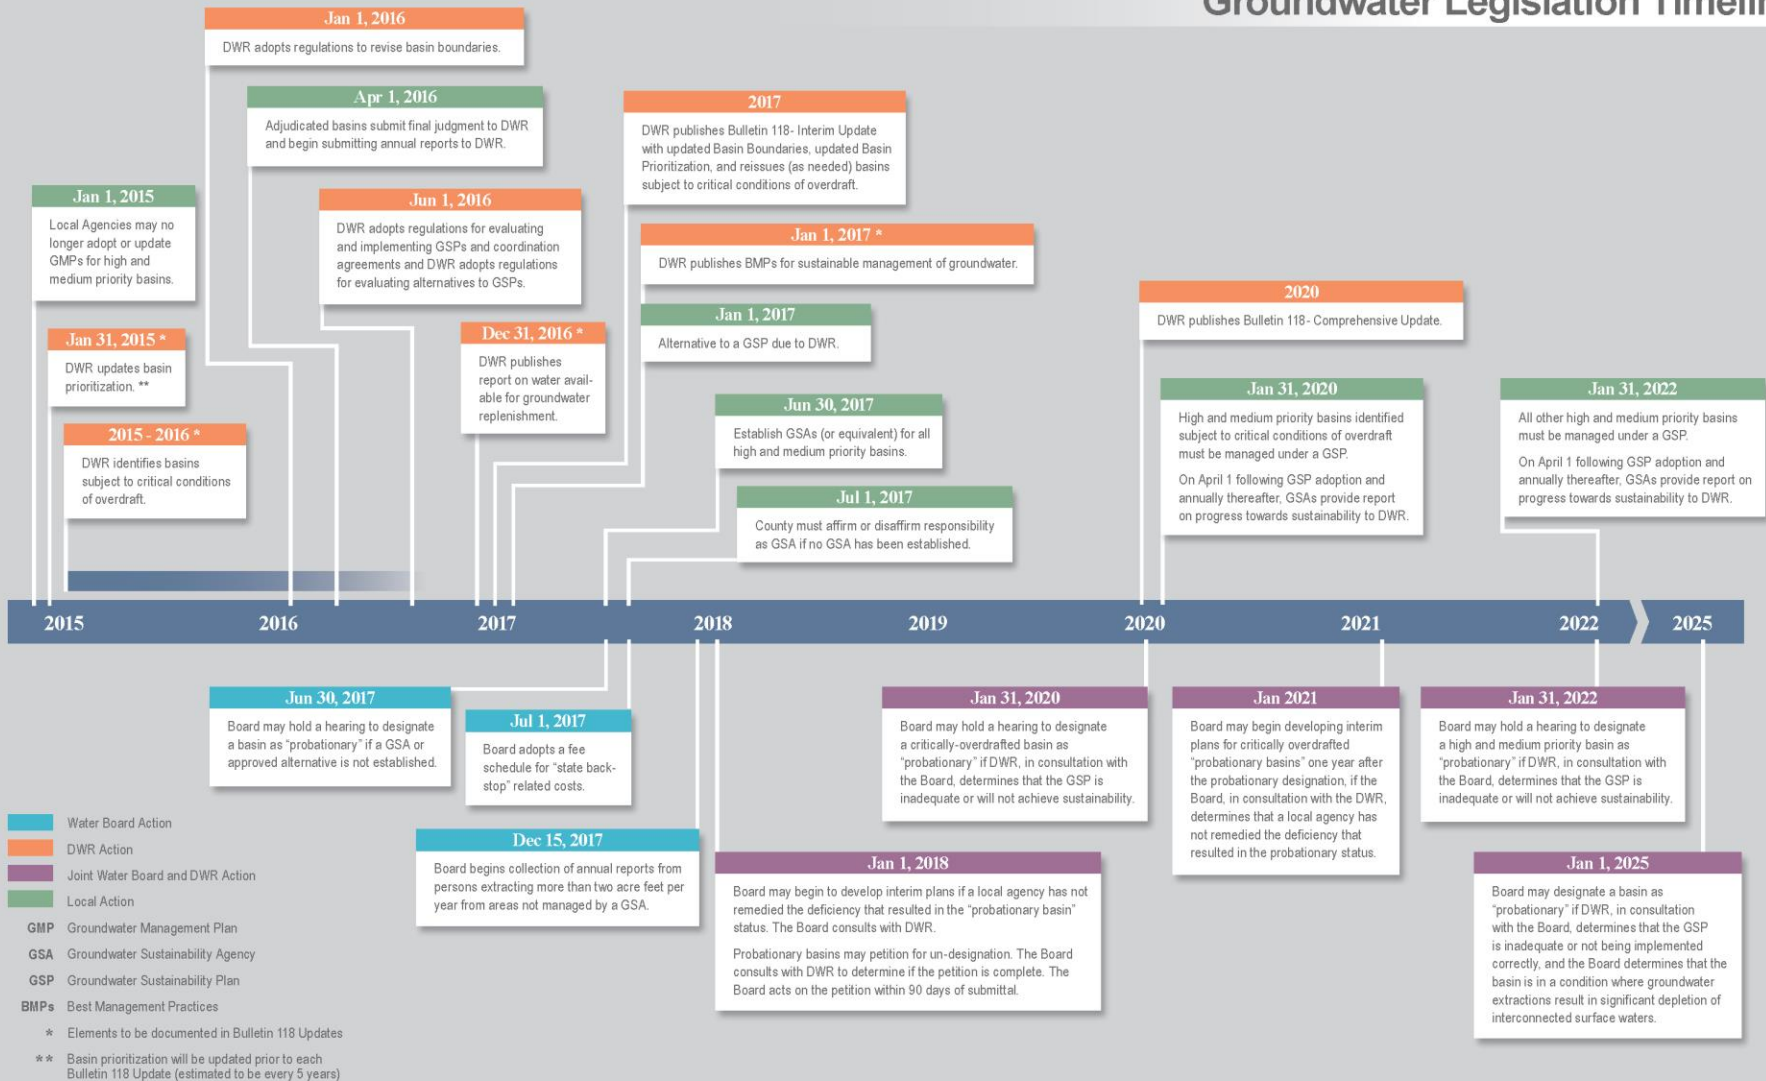 Groundwater Legislation
Jan 1, 2016
DWR adopts regulations to revise basin boundaries.
Apr 1, 2016
Adjudicated basins submit final judgment to DWR
and begin submitting annual reports to DWR.
2017
DWR publishes Bulletin 118- Interim Update
with updated Basin Boundaries, updated Basin
Prioritization, and reissues (as needed) basins
subject to critical conditions of overdraft.
Jan 1, 2015
Local Agencies may no
longer adopt or update
GMPs for high and
medium priority basins.
Jun 1, 2016
DWR adopts regulations for evaluating
and implementing GSPs and coordination
agreements and DWR adopts regulations
for evaluating alternatives to GSPs.
Jan 1, 2017 *
DWR publishes BMPs for sustainable management of groundwater.
Jan 31, 2015 *
DWR updates basin
prioritization. **
Dec 31, 2016 *
DWR publishes
report on water avail-
able for groundwater
replenishment.
Jan 1, 2017
Alternative to a GSP due to DWR.
2020
DWR publishes Bulletin 118- Comprehensive Update.
2015 - 2016 *
DWR identifies basins
subject to critical conditions
of overdraft.
Jun 30, 2017
Establish GSAs (or equivalent) for all
high and medium priority basins.
Jan 31, 2020
High and medium priority basins identified
subject to critical conditions of overdraft
must be managed under a GSP.
On April 1 following GSP adoption and
annually thereafter, GSAs provide report
on progress towards sustainability to DWR.
Jan 31, 2022
All other high and medium priority basins
must be managed under a GSP.
On April 1 following GSP adoption and
annually thereafter, GSAs provide report on
progress towards sustainability to DWR.
Jul 1, 2017
County must affirm or disaffirm responsibility
as GSA if no GSA has been established.
2015 2016 2017 2018 2019 2020 2021 2022 2025
Jun 30, 2017
Board may hold a hearing to designate
a basin as “probationary” if a GSA or
approved alternative is not established.
Jul 1, 2017
Board adopts a fee
schedule for “state back-
stop” related costs.
Jan 31, 2020
Board may hold a hearing to designate
a critically-overdrafted basin as
“probationary” if DWR, in consultation with
the Board, determines that the GSP is
inadequate or will not achieve sustainability.
Jan 2021
Board may begin developing interim
plans for critically overdrafted
“probationary basins” one year after
the probationary designation, if the
Board, in consultation with the DWR,
determines that a local agency has
not remedied the deficiency that
resulted in the probationary status.
Jan 31, 2022
Board may hold a hearing to designate
a high and medium priority basin as
“probationary” if DWR, in consultation with
the Board, determines that the GSP is
inadequate or will not achieve sustainability.
Dec 15, 2017
Board begins collection of annual reports from
persons extracting more than two acre feet per
year from areas not managed by a GSA.
Jan 1, 2018
Board may begin to develop interim plans if a local agency has not
remedied the deficiency that resulted in the “probationary basin”
status. The Board consults with DWR.
Probationary basins may petition for un-designation. The Board
consults with DWR to determine if the petition is complete. The
Board acts on the petition within 90 days of submittal.
Jan 1, 2025
Board may designate a basin as
“probationary” if DWR, in consultation
with the Board, determines that the GSP
is inadequate or not being implemented
correctly, and the Board determines that the
basin is in a condition where groundwater
extractions result in significant depletion of
interconnected surface waters.
Water Board Action
DWR Action
Joint Water Board and DWR Action
Local Action
GMP Groundwater Management Plan
GSA Groundwater Sustainability Agency
GSP Groundwater Sustainability Plan
BMPs Best Management Practices
* Elements to be documented in Bulletin 118 Updates
** Basin prioritization will be updated prior to each
Bulletin 118 Update (estimated to be every 5 years)